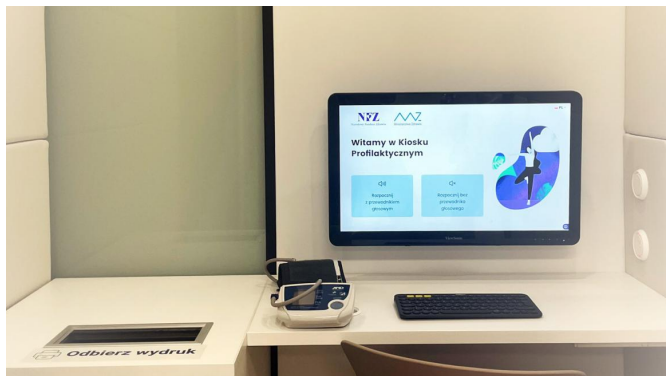 NFZ
Witamy w Kiosku
Profilaktycznym
Rozpocznij
z przewodnikiem
głosowym
Rozpocznij bez
przewodnika
głosowego
Odbierz wydruk